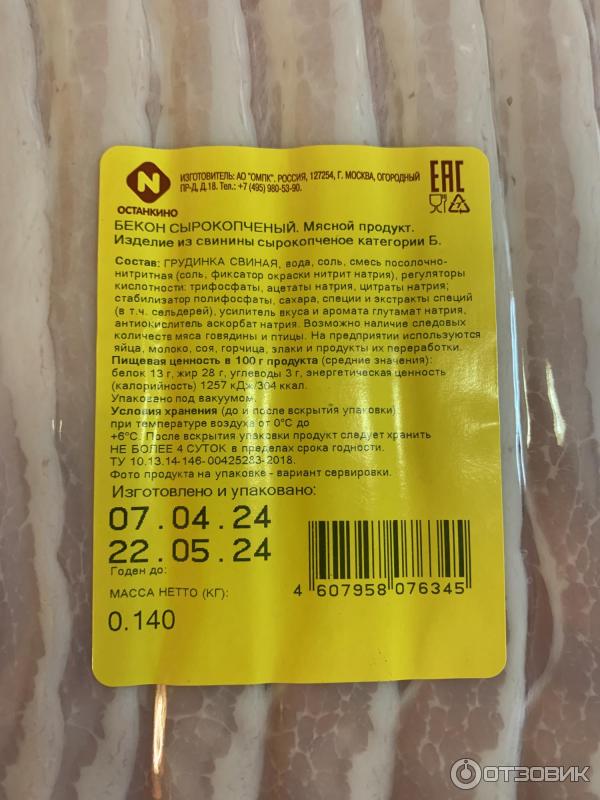 ИЗГОТОВИТЕЛЬ: АО "ОМПК". РОССИЯ, 127254, Г. МОСКВА, ОГОРОДНЫЙ
ПР-Д, Д.18. Тел.: +7 (495) 980-53-90.
EAC
N
ОСТАНКИНО
7
БЕКОН СЫРОКОПЧЕНЫЙ. Мясной продукт.
Изделие из свинины сырокопченое категории Б.
Состав: ГРУДИНКА СВИНАЯ, вода, соль, смесь посолочно-
нитритная (соль, фиксатор окраски нитрит натрия), регуляторы
кислотности: трифосфаты, ацетаты натрия, цитраты натрия;
стабилизатор полифосфаты, сахара, специи и экстракты специй
(в т.ч. сельдерей), усилитель вкуса и аромата глутамат натрия,
антиокислитель аскорбат натрия. Возможно наличие следовых
количеств мяса говядины и птицы. На предприятии используются
яйца, молоко, соя, горчица, злаки и продукты их переработки.
Пищевая ценность в 100 г продукта (средние значения):
белок 13 г, жир 28 г, углеводы 3 г, энергетическая ценность
(калорийность) 1257 кДж/304 ккал.
Упаковано под вакуумом.
Условия хранения (до и после вскрытия упаковки):
при температуре воздуха от 0°С до
+6°С. После вскрытия упаковки продукт следует хранить
НЕ БОЛЕЕ 4 СУТОК в пределах срока годности.
ТУ 10.13.14-146-00425283-2018.
Фото продукта на упаковке - вариант сервировки.
Изготовлено и упаковано:
07.04.24
22.05.24
Годен до:
МАССА НЕТТО (КГ):
0.140
4 607958 076345
ОТЗОВИК